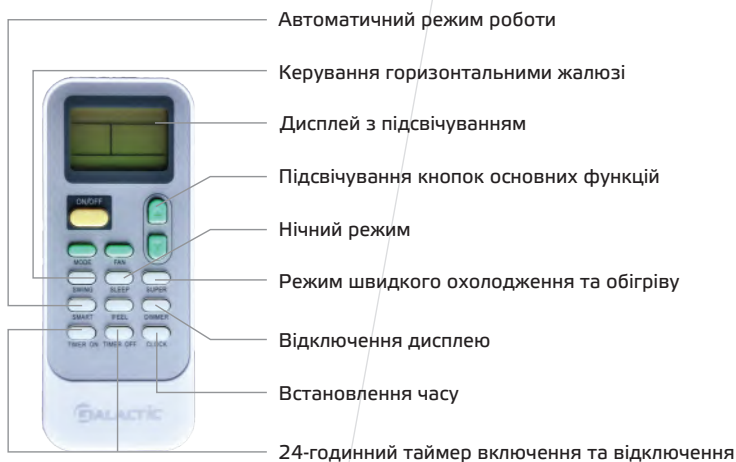 Автоматичний режим роботи
Керування горизонтальними жалюзі
Дисплей з підсвічуванням
Підсвічування кнопок основних функцій
ON/OFF
Нічний режим
MODE FAN
Режим швидкого охолодження та обігріву
SWING SLEEP SUPER
SMART IFEEL DIMMER
Відключення дисплею
TIMER ON TIMER OFF CLOCK
Встановлення часу
GALACTIC
24-годинний таймер включення та відключення